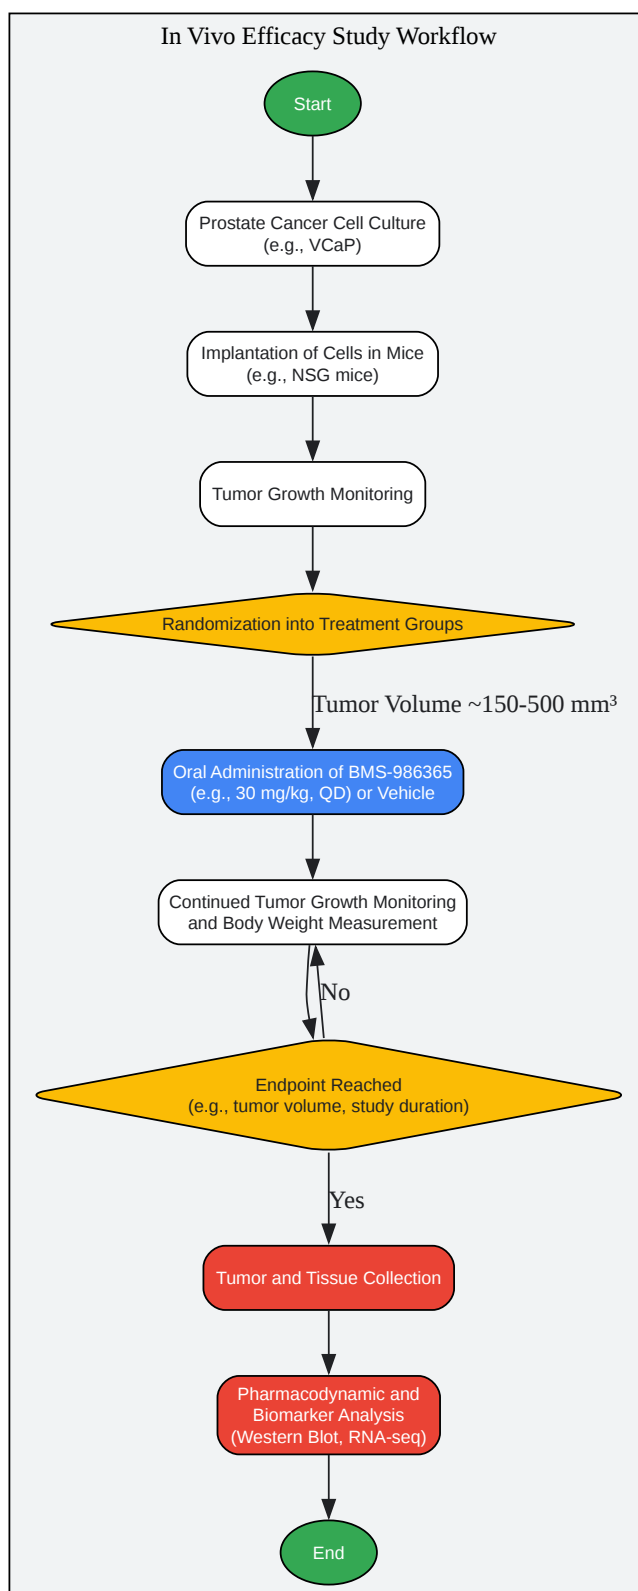 In Vivo Efficacy Study Workflow
Start
Prostate Cancer Cell Culture
(e.g., VCaP)
Implantation of Cells in Mice
(e.g., NSG mice)
Tumor Growth Monitoring
Randomization into Treatment Groups
Tumor Volume ~150-500 mm³
Oral Administration of BMS-986365
(e.g., 30 mg/kg, QD) or Vehicle
Continued Tumor Growth Monitoring
and Body Weight Measurement
No
Endpoint Reached
(e.g., tumor volume, study duration)
Yes
Tumor and Tissue Collection
Pharmacodynamic and
Biomarker Analysis
(Western Blot, RNA-seq)
End